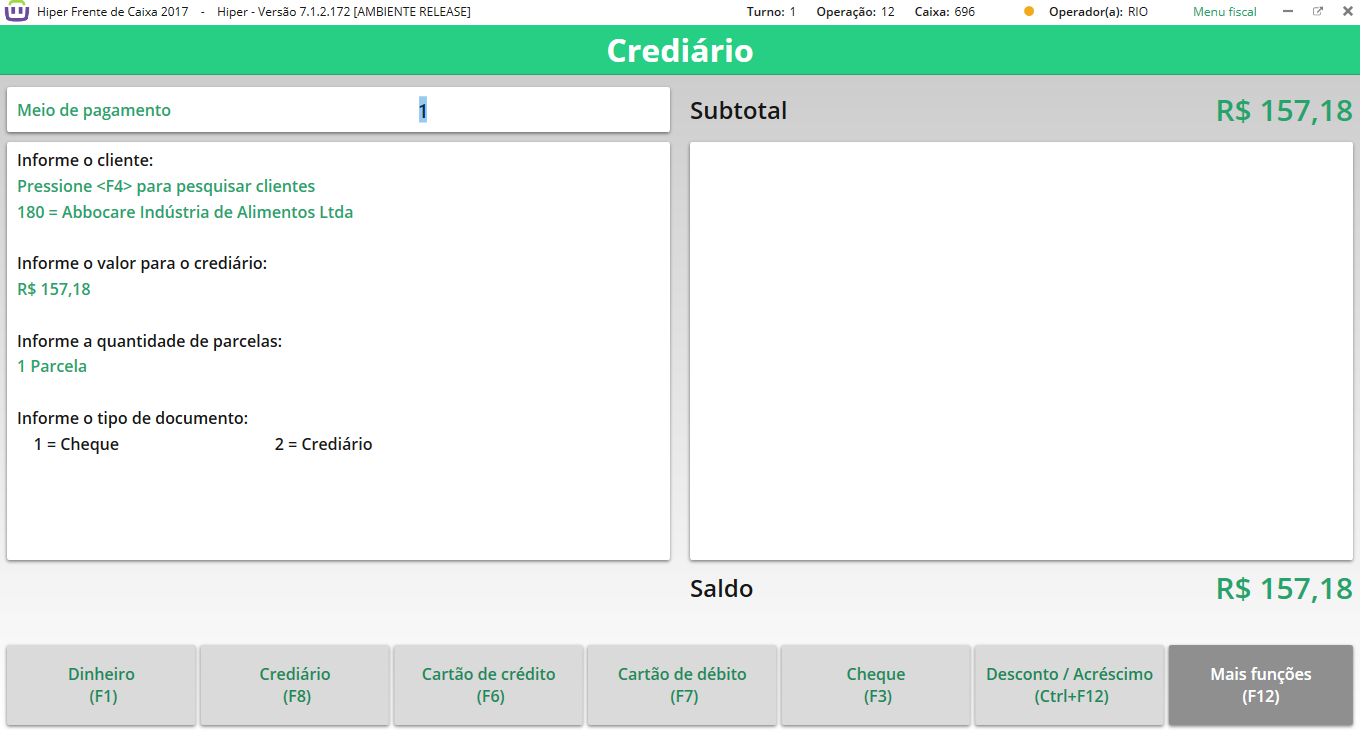 Hiper Frente de Caixa 2017 - Hiper - Versão 7.1.2.172 [AMBIENTE RELEASE] Turno: 1 Operação: 12 Caixa: 696 Operador(a): RIO Menu fiscal
Crediário
Meio de pagamento 1
Subtotal R$ 157,18
Informe o cliente:
Pressione <F4> para pesquisar clientes
180 = Abbocare Indústria de Alimentos Ltda
Informe o valor para o crediário:
R$ 157,18
Informe a quantidade de parcelas:
1 Parcela
Informe o tipo de documento:
1 = Cheque 2 = Crediário
Saldo R$ 157,18
Dinheiro
(F1)
Crediário
(F8)
Cartão de crédito
(F6)
Cartão de débito
(F7)
Cheque
(F3)
Desconto / Acréscimo
(Ctrl+F12)
Mais funções
(F12)